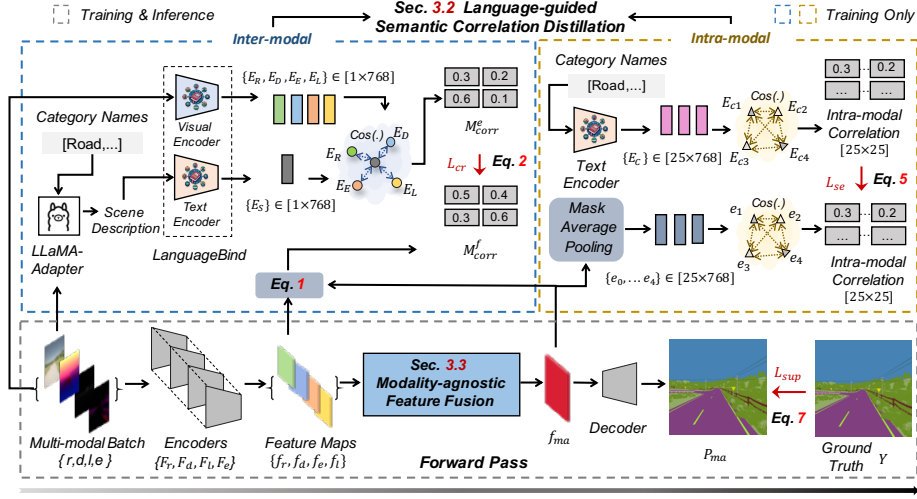 Training & Inference
Sec. 3.2 Language-guided
Semantic Correlation Distillation
Training Only
Inter-modal
Intra-modal
Category Names
[Road,...]
Visual
Encoder
Text
Encoder
LanguageBind
LLaMA-
Adapter
Scene
Description
{E_R, E_D, E_E, E_L} ∈ [1×768]
{E_S} ∈ [1×768]
Cos(.)
E_R
E_D
E_E
E_L
0.3 0.2
0.6 0.1
M^e_corr
L_cr Eq. 2
0.5 0.4
0.3 0.6
M^f_corr
Eq. 1
Category Names
[Road,...]
Text
Encoder
{E_C} ∈ [25×768]
Cos(.)
E_c1 E_c2
E_c3 E_c4
0.3 ... 0.2
... ...
Intra-modal
Correlation
[25×25]
L_se Eq. 5
Mask
Average
Pooling
{e_0, ... e_4} ∈ [25×768]
Cos(.)
e_1 e_2
e_3 e_4
0.3 ... 0.2
... ...
Intra-modal
Correlation
[25×25]
Multi-modal Batch
{ r,d,l,e }
Encoders
{F_r, F_d, F_l, F_e}
Feature Maps
{f_r, f_d, f_e, f_l}
Sec. 3.3
Modality-agnostic
Feature Fusion
f_ma
Decoder
P_ma
L_sup
Eq. 7
Ground
Truth Y
Forward Pass